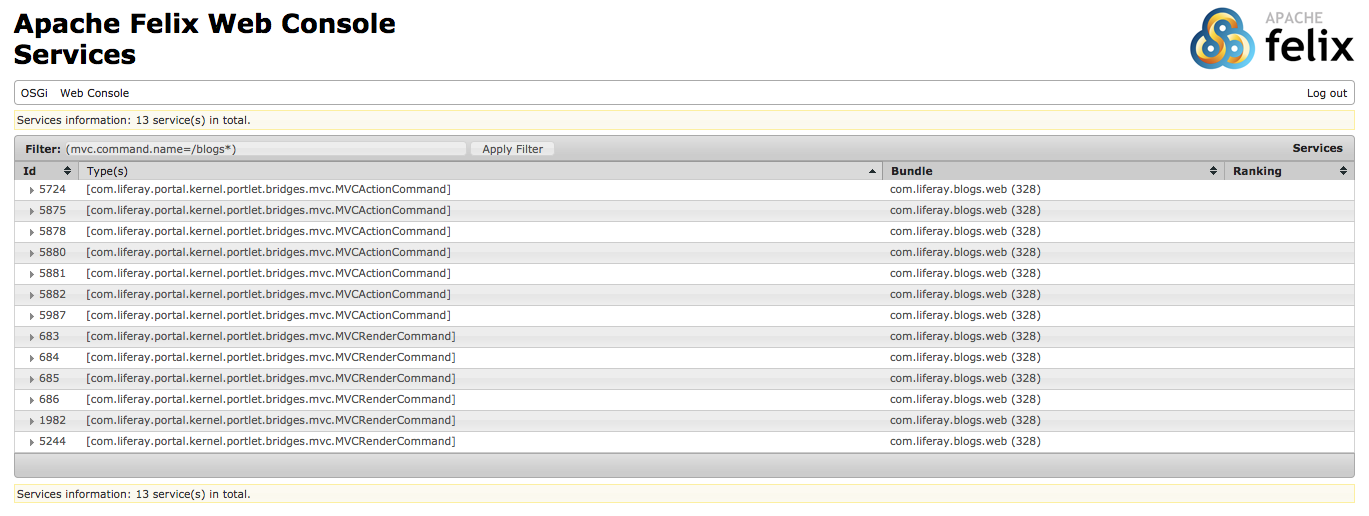 Apache Felix Web Console
Services
APACHE
felix
OSGi Web Console Log out
Services information: 13 service(s) in total.
Filter: (mvc.command.name=/blogs*) Apply Filter Services
Id Type(s) Bundle Ranking
5724 [com.liferay.portal.kernel.portlet.bridges.mvc.MVCActionCommand] com.liferay.blogs.web (328)
5875 [com.liferay.portal.kernel.portlet.bridges.mvc.MVCActionCommand] com.liferay.blogs.web (328)
5878 [com.liferay.portal.kernel.portlet.bridges.mvc.MVCActionCommand] com.liferay.blogs.web (328)
5880 [com.liferay.portal.kernel.portlet.bridges.mvc.MVCActionCommand] com.liferay.blogs.web (328)
5881 [com.liferay.portal.kernel.portlet.bridges.mvc.MVCActionCommand] com.liferay.blogs.web (328)
5882 [com.liferay.portal.kernel.portlet.bridges.mvc.MVCActionCommand] com.liferay.blogs.web (328)
5987 [com.liferay.portal.kernel.portlet.bridges.mvc.MVCActionCommand] com.liferay.blogs.web (328)
683 [com.liferay.portal.kernel.portlet.bridges.mvc.MVCRenderCommand] com.liferay.blogs.web (328)
684 [com.liferay.portal.kernel.portlet.bridges.mvc.MVCRenderCommand] com.liferay.blogs.web (328)
685 [com.liferay.portal.kernel.portlet.bridges.mvc.MVCRenderCommand] com.liferay.blogs.web (328)
686 [com.liferay.portal.kernel.portlet.bridges.mvc.MVCRenderCommand] com.liferay.blogs.web (328)
1982 [com.liferay.portal.kernel.portlet.bridges.mvc.MVCRenderCommand] com.liferay.blogs.web (328)
5244 [com.liferay.portal.kernel.portlet.bridges.mvc.MVCRenderCommand] com.liferay.blogs.web (328)
Services information: 13 service(s) in total.